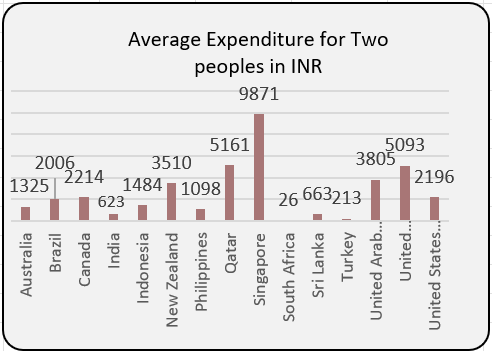 Average Expenditure for Two
peoples in INR
9871
5161
5093
3805
3510
2006
2214
2196
1325
1484
1098
623
26
663
213
Australia
Brazil
Canada
India
Indonesia
New Zealand
Philippines
Qatar
Singapore
South Africa
Sri Lanka
Turkey
United Arab...
United...
United States...